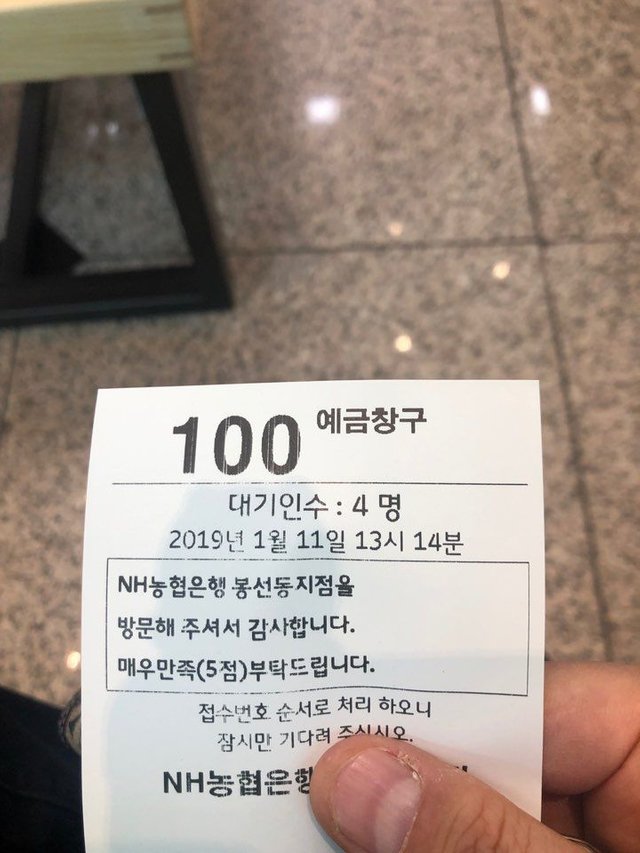 100 예금창구
대기인수 : 4 명
2019년 1월 11일 13시 14분
NH농협은행 봉선동지점을
방문해 주셔서 감사합니다.
매우만족(5점)부탁드립니다.
접수번호 순서로 처리 하오니
잠시만 기다려 주십시오.
NH농협은행